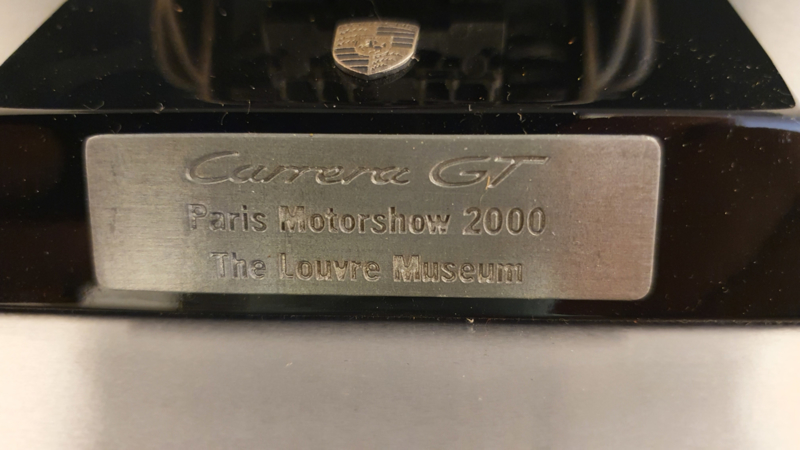 Carrera GT
Paris Motorshow 2000
The Louvre Museum